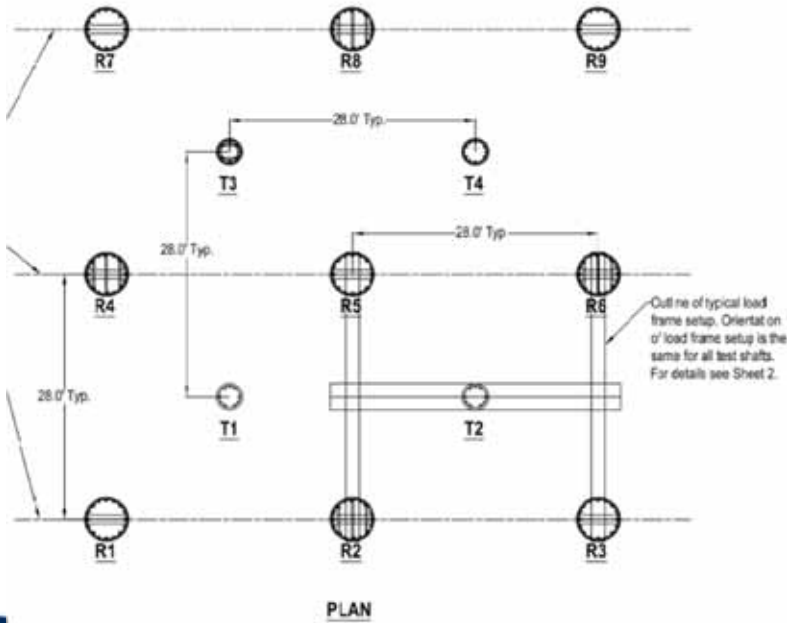 R7 R8 R9
28.0' Typ.
T3 T4
28.0' Typ.
28.0' Typ
R4 R5 R6
Outline of typical load
frame setup. Orientation
of load frame setup is the
same for all test shafts.
For details see Sheet 2.
28.0' Typ.
T1 T2
R1 R2 R3
PLAN